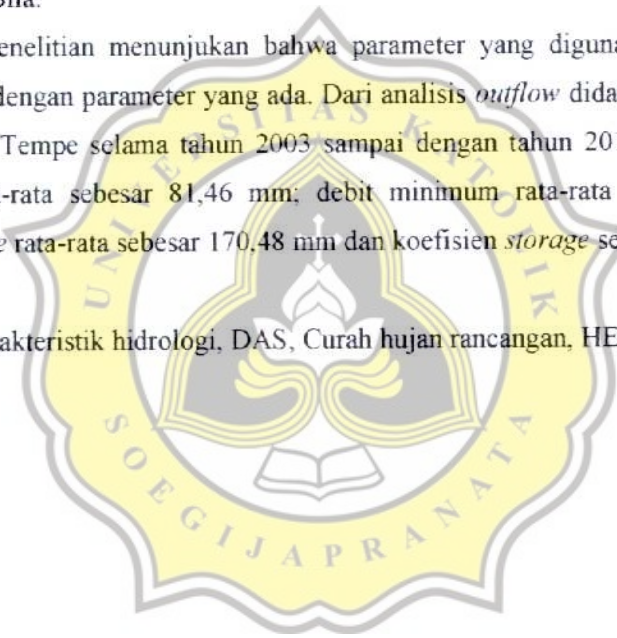 enelitian menunjukan bahwa parameter yang diguna
dengan parameter yang ada. Dari analisis outflow dida
Tempe selama tahun 2003 sampai dengan tahun 20
-rata sebesar 81,46 mm; debit minimum rata-rata
rata-rata sebesar 170,48 mm dan koefisien storage se
akteristik hidrologi, DAS, Curah hujan rancangan, HE
UNIVERSITAS KATOLIK
SOEGIJAPRANATA